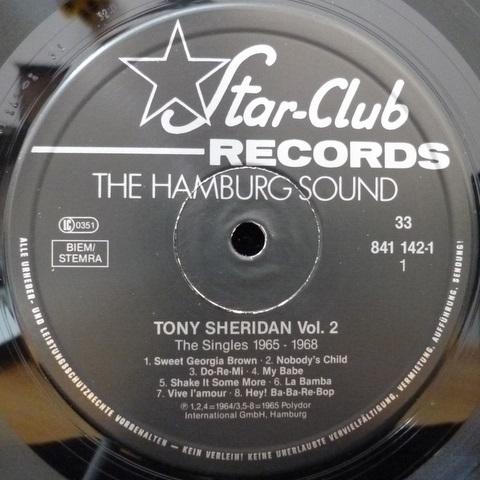 Star-Club
RECORDS
THE HAMBURG SOUND
LC 0351
33
BIEM/
STEMRA
841 142-1
1
TONY SHERIDAN Vol. 2
The Singles 1965 - 1968
1. Sweet Georgia Brown · 2. Nobody's Child
3. Do-Re-Mi · 4. My Babe
5. Shake It Some More · 6. La Bamba
7. Vive l'amour · 8. Hey! Ba-Ba-Re-Bop
Ⓟ 1,2,4=1964/3,5-8=1965 Polydor
International GmbH, Hamburg
ALLE URHEBER- UND LEISTUNGSSCHUTZRECHTE VORBEHALTEN — KEIN VERLEIH! KEINE UNERLAUBTE VERVIELFÄLTIGUNG, VERMIETUNG, AUFFÜHRUNG, SENDUNG!